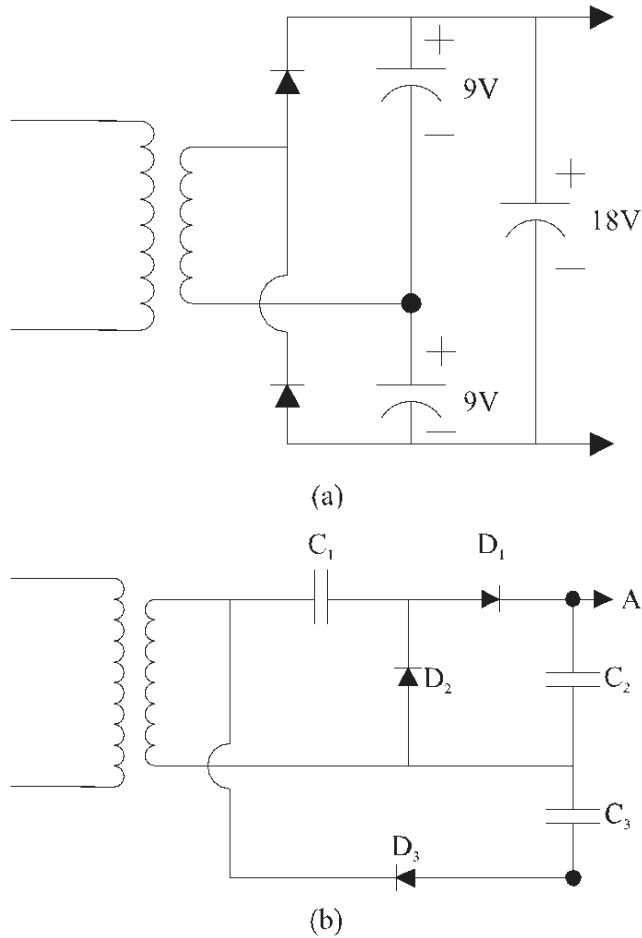 +
9V
—
+
18V
—
+
9V
—
(a)
C₁ D₁
A
D₂ C₂
C₃
D₃
(b)